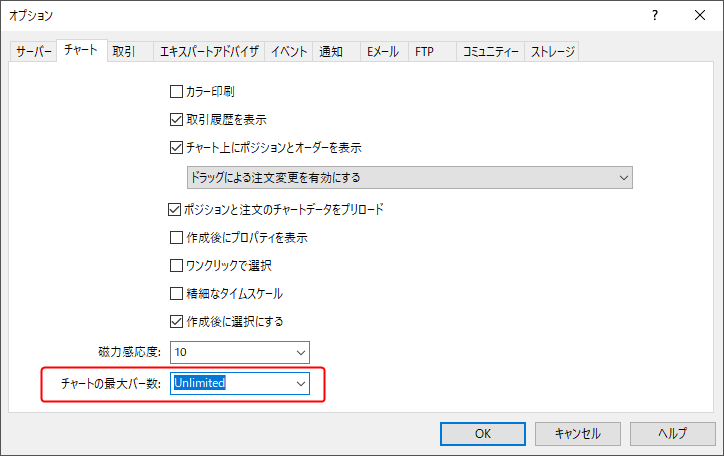 オプション
サーバー チャート 取引 エキスパートアドバイザ イベント 通知 Eメール FTP コミュニティー ストレージ
カラー印刷
取引履歴を表示
チャート上にポジションとオーダーを表示
ドラッグによる注文変更を有効にする
ポジションと注文のチャートデータをプリロード
作成後にプロパティを表示
ワンクリックで選択
精細なタイムスケール
作成後に選択にする
磁力感応度: 10
チャートの最大バー数: Unlimited
OK キャンセル ヘルプ